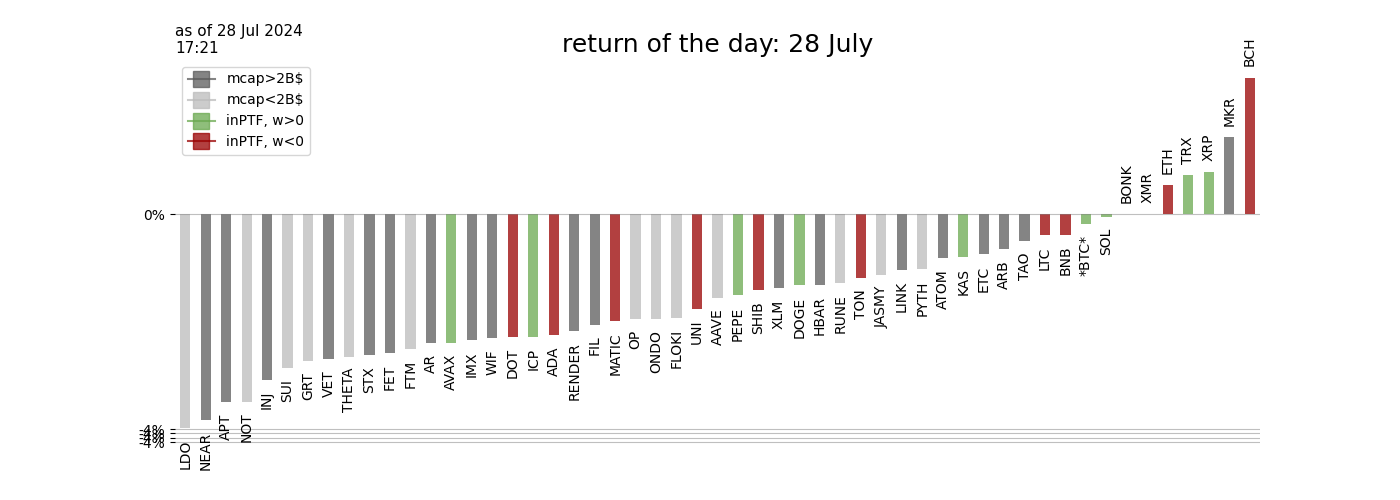 as of 28 Jul 2024
17:21
return of the day: 28 July
mcap>2B$
mcap<2B$
inPTF, w>0
inPTF, w<0
0%
-4%
-4%
LDO
NEAR
APT
NOT
INJ
SUI
GRT
VET
THETA
STX
FET
FTM
AR
AVAX
IMX
WIF
DOT
ICP
ADA
RENDER
FIL
MATIC
OP
ONDO
FLOKI
UNI
AAVE
PEPE
SHIB
XLM
DOGE
HBAR
RUNE
TON
JASMY
LINK
PYTH
ATOM
KAS
ETC
ARB
TAO
LTC
BNB
*BTC*
SOL
BONK
XMR
ETH
TRX
XRP
MKR
BCH